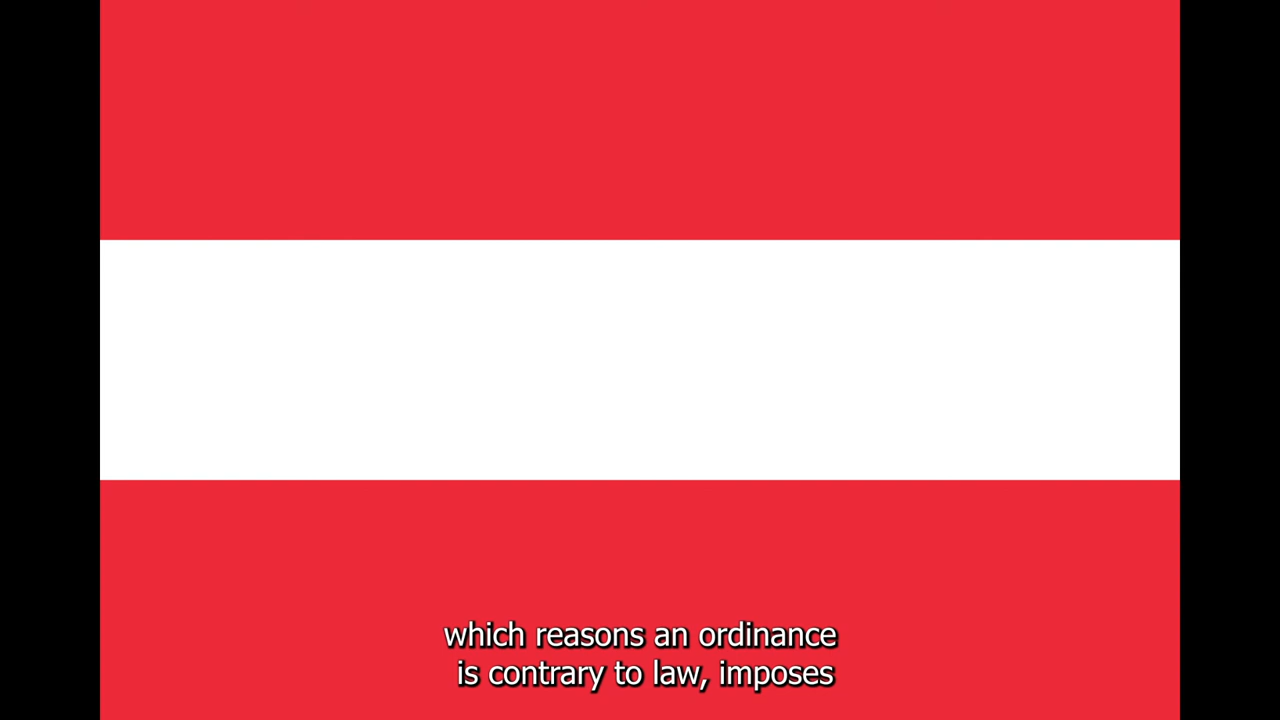 which reasons an ordinance
is contrary to law, imposes